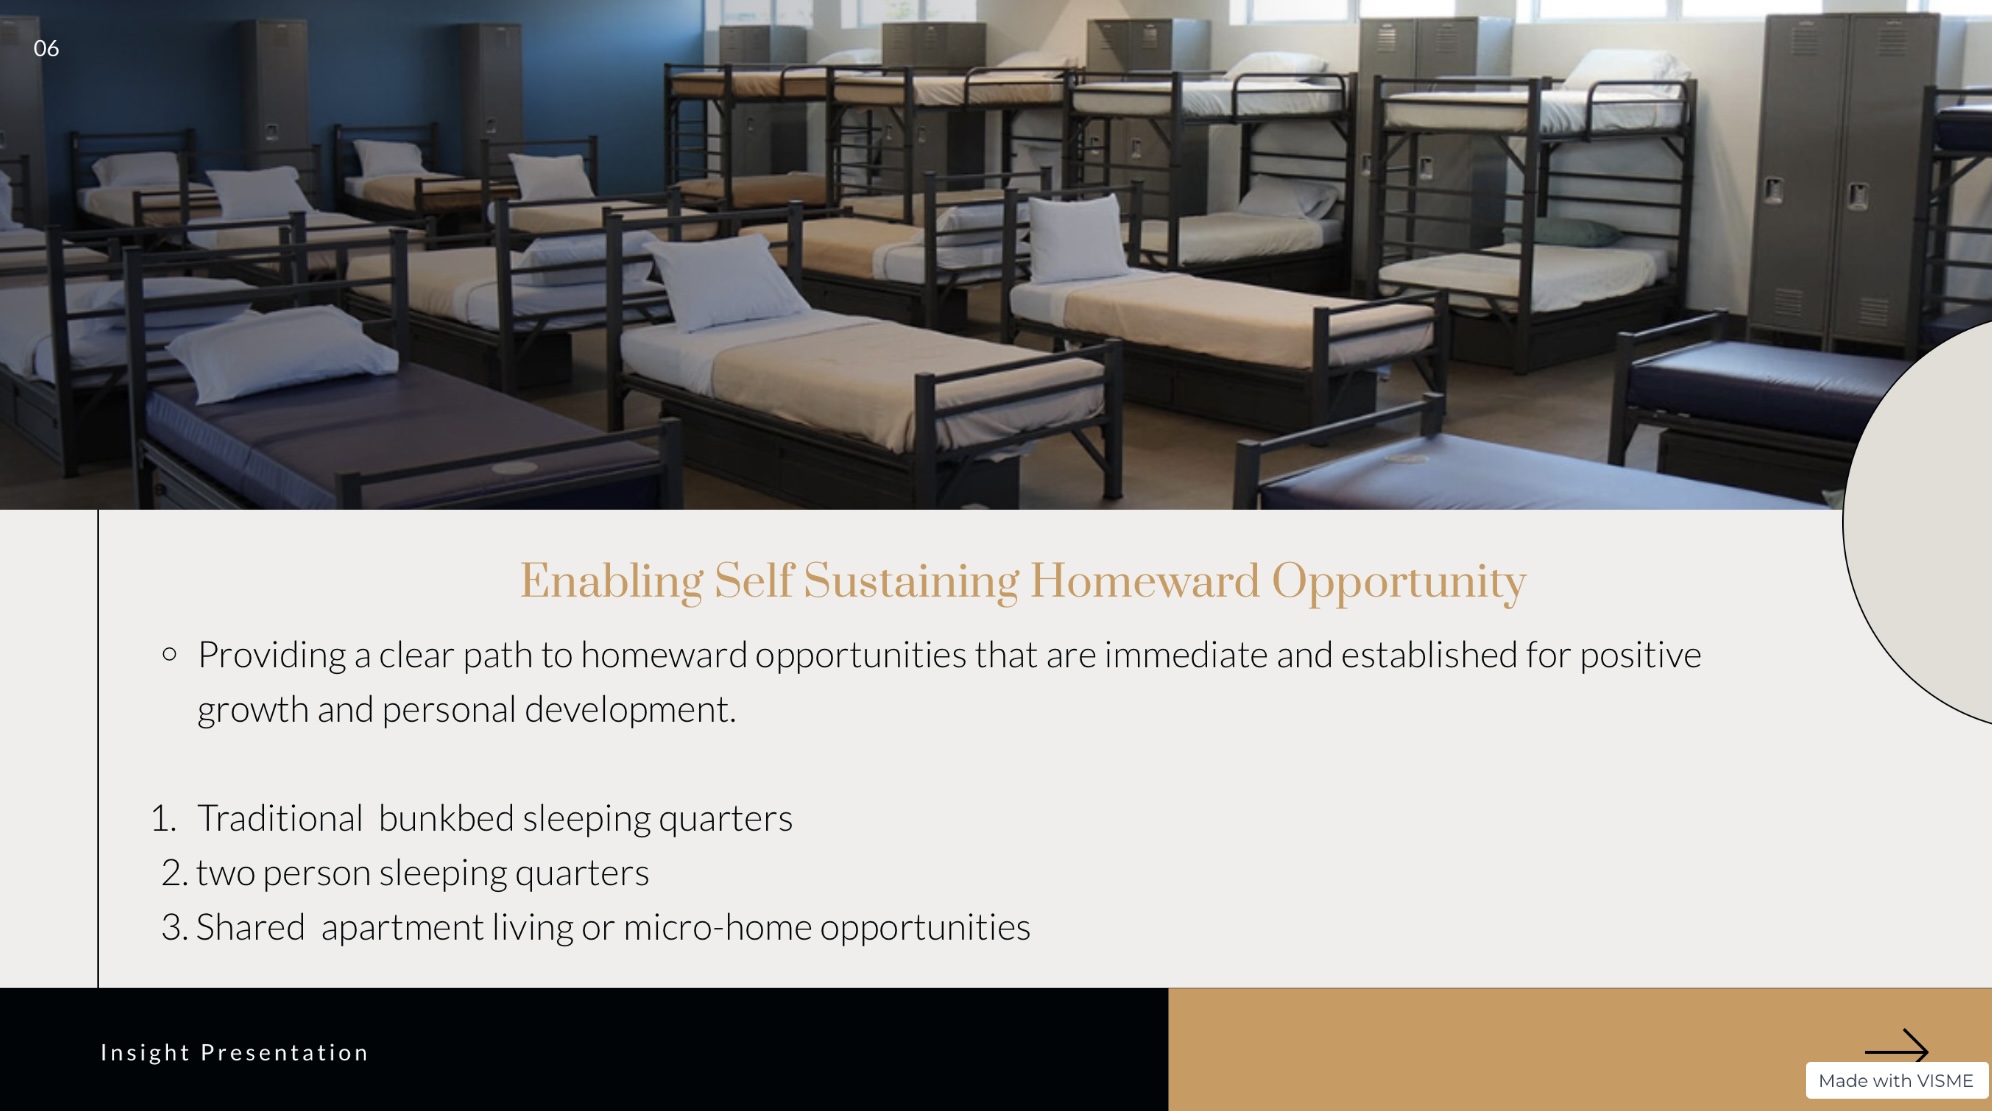 06
Enabling Self Sustaining Homeward Opportunity
Providing a clear path to homeward opportunities that are immediate and established for positive
growth and personal development.
1. Traditional bunkbed sleeping quarters
2. two person sleeping quarters
3. Shared apartment living or micro-home opportunities
Insight Presentation
Made with VISME